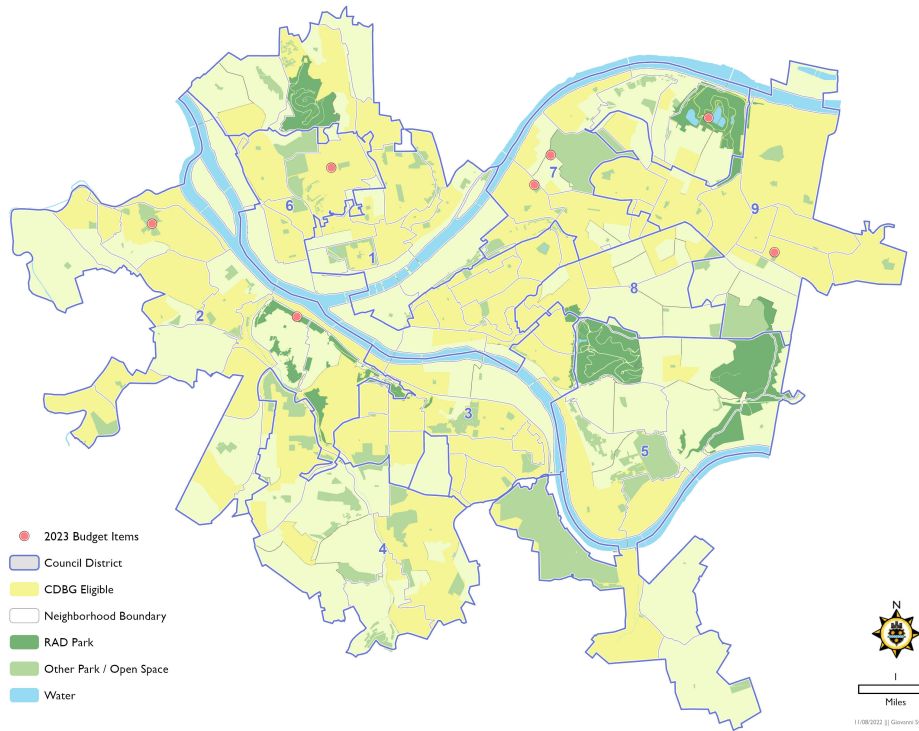 7
9
6
1
8
2
3
5
4
2023 Budget Items
Council District
CDBG Eligible
Neighborhood Boundary
RAD Park
Other Park / Open Space
Water
N
1
Miles
11/08/2022 || Giovonni